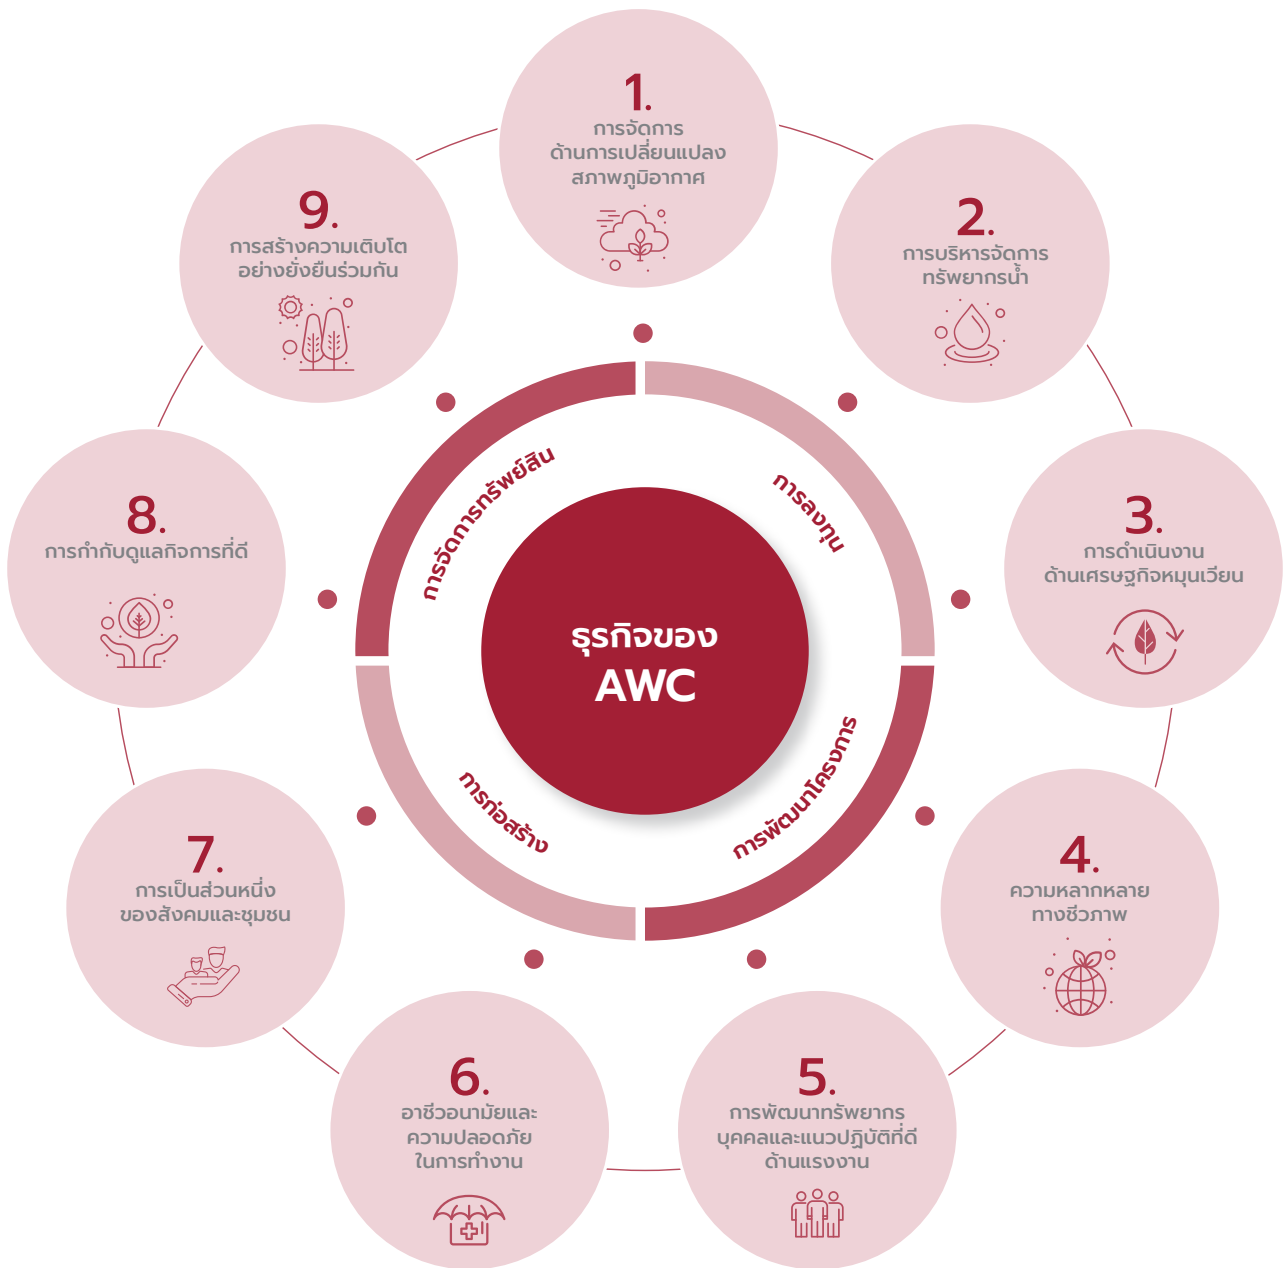 1.
การจัดการ
ด้านการเปลี่ยนแปลง
สภาพภูมิอากาศ
2.
การบริหารจัดการ
ทรัพยากรน้ำ
3.
การดำเนินงาน
ด้านเศรษฐกิจหมุนเวียน
4.
ความหลากหลาย
ทางชีวภาพ
5.
การพัฒนาทรัพยากร
บุคคลและแนวปฏิบัติที่ดี
ด้านแรงงาน
6.
อาชีวอนามัยและ
ความปลอดภัย
ในการทำงาน
7.
การเป็นส่วนหนึ่ง
ของสังคมและชุมชน
8.
การกำกับดูแลกิจการที่ดี
9.
การสร้างความเติบโต
อย่างยั่งยืนร่วมกัน
การจัดการทรัพย์สิน
การลงทุน
การพัฒนาโครงการ
การก่อสร้าง
ธุรกิจของ
AWC